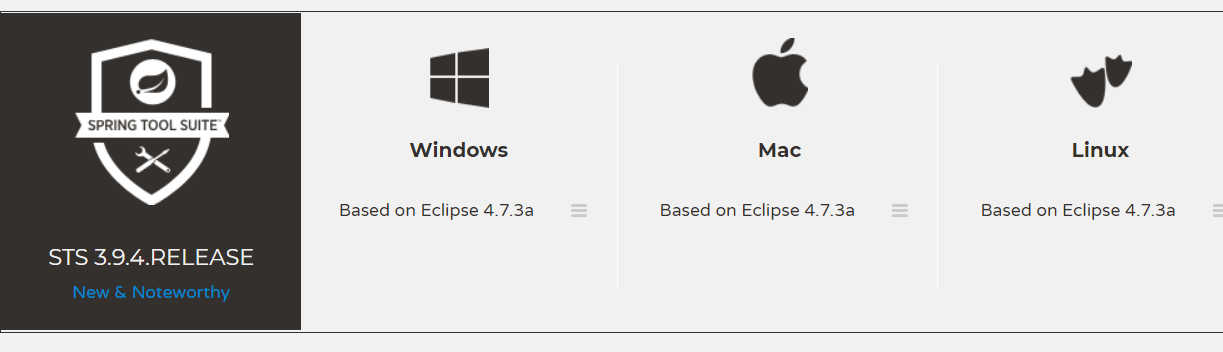 SPRING TOOL SUITE™
STS 3.9.4.RELEASE
New & Noteworthy
Windows
Based on Eclipse 4.7.3a
Mac
Based on Eclipse 4.7.3a
Linux
Based on Eclipse 4.7.3a